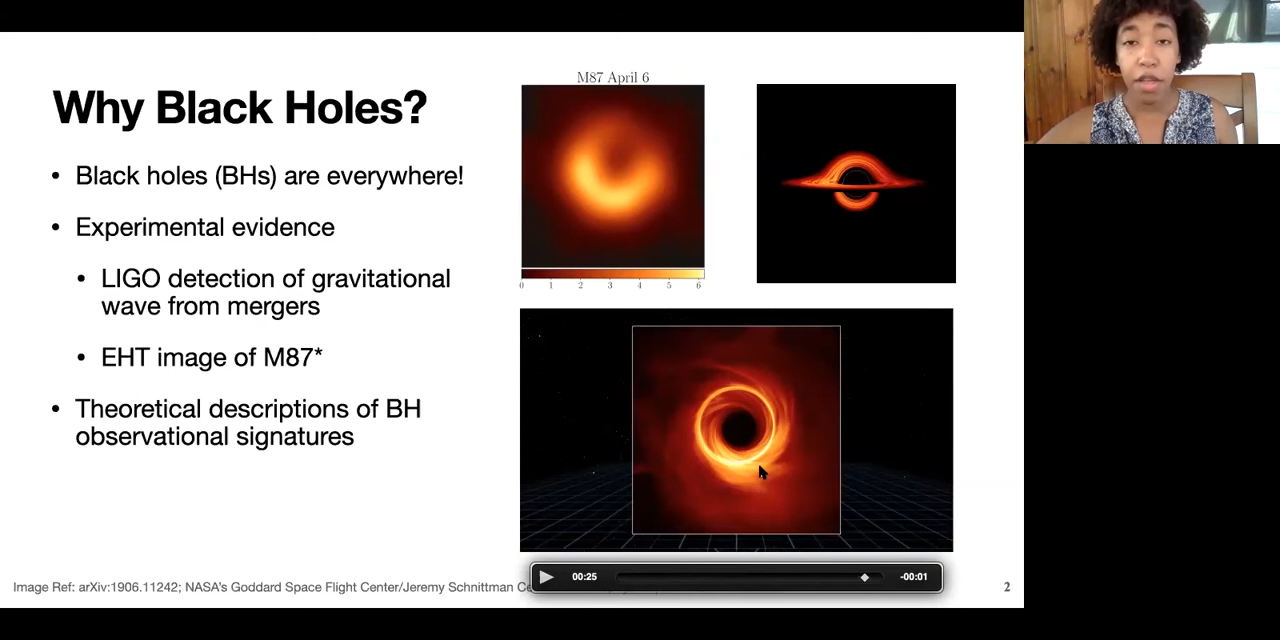 Why Black Holes?
• Black holes (BHs) are everywhere!
• Experimental evidence
• LIGO detection of gravitational
wave from mergers
• EHT image of M87*
• Theoretical descriptions of BH
observational signatures
M87 April 6
0 1 2 3 4 5 6
00:25
-00:01
Image Ref: arXiv:1906.11242; NASA's Goddard Space Flight Center/Jeremy Schnittman
2